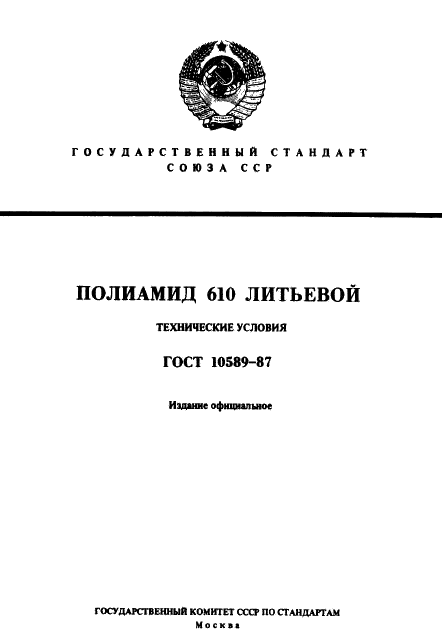 ГОСУДАРСТВЕННЫЙ СТАНДАРТ
СОЮЗА ССР
ПОЛИАМИД 610 ЛИТЬЕВОЙ
ТЕХНИЧЕСКИЕ УСЛОВИЯ
ГОСТ 10589–87
Издание официальное
ГОСУДАРСТВЕННЫЙ КОМИТЕТ СССР ПО СТАНДАРТАМ
Москва